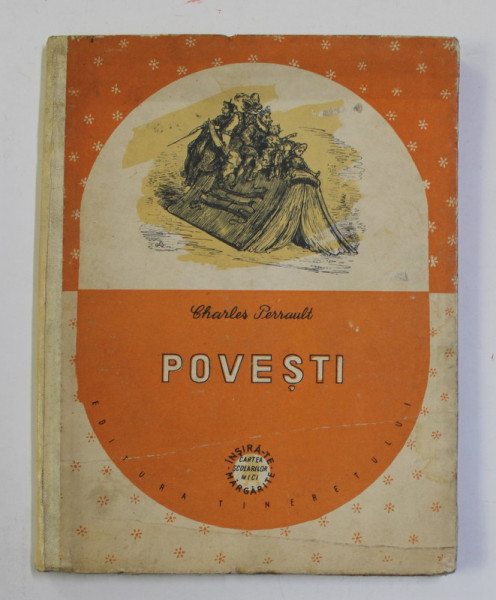 Charles Perrault
POVEȘTI
ÎNȘIRĂ-TE
CARTEA
ȘCOLARILOR
MICI
MĂRGĂRITE
EDITURA TINERETULUI